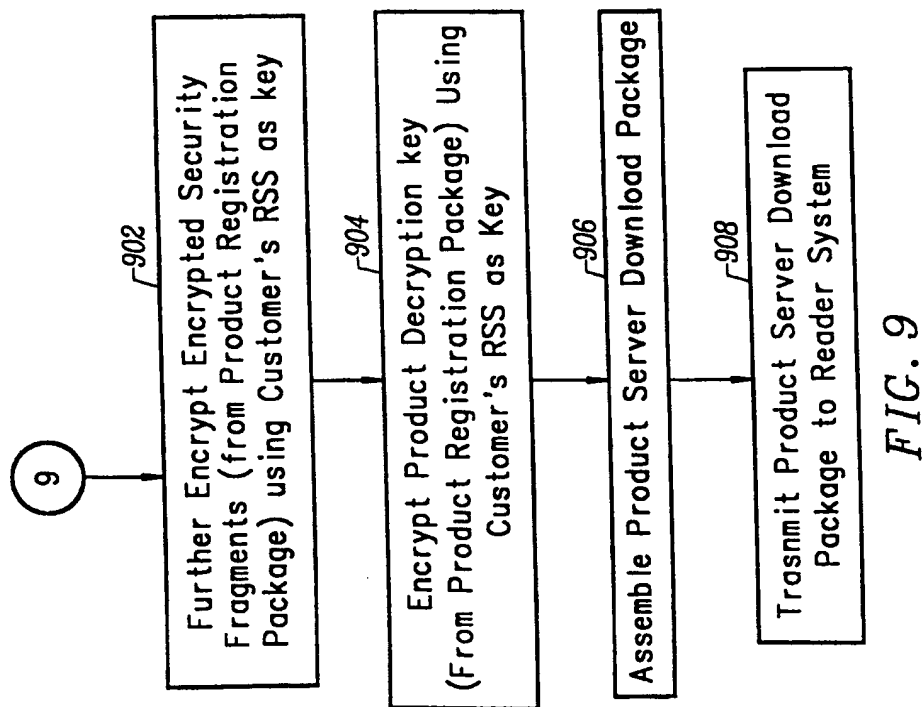 9
902
Further Encrypt Encrypted Security
Fragments (from Product Registration
Package) using Customer's RSS as key
904
Encrypt Product Decryption key
(From Product Registration Package) Using
Customer's RSS as Key
906
Assemble Product Server Download Package
908
Trasnmit Product Server Download
Package to Reader System
FIG. 9